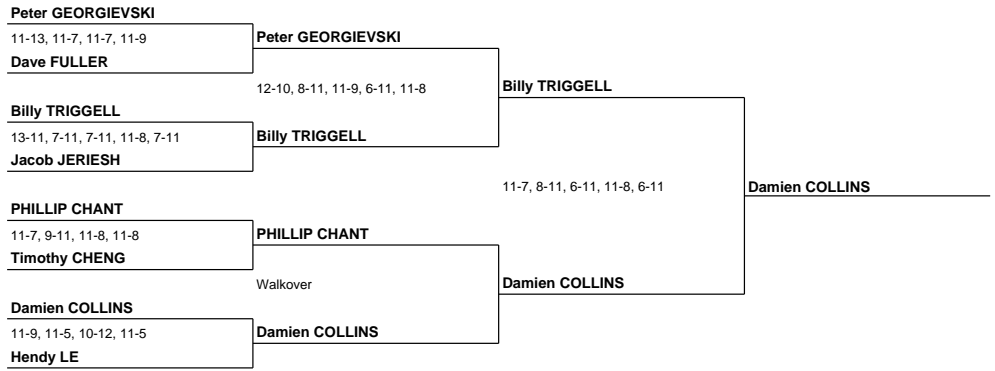 Peter GEORGIEVSKI
11-13, 11-7, 11-7, 11-9
Dave FULLER
Peter GEORGIEVSKI
12-10, 8-11, 11-9, 6-11, 11-8
Billy TRIGGELL
Billy TRIGGELL
13-11, 7-11, 7-11, 11-8, 7-11
Jacob JERIESH
Billy TRIGGELL
11-7, 8-11, 6-11, 11-8, 6-11
Damien COLLINS
PHILLIP CHANT
11-7, 9-11, 11-8, 11-8
Timothy CHENG
PHILLIP CHANT
Walkover
Damien COLLINS
Damien COLLINS
Damien COLLINS
11-9, 11-5, 10-12, 11-5
Hendy LE